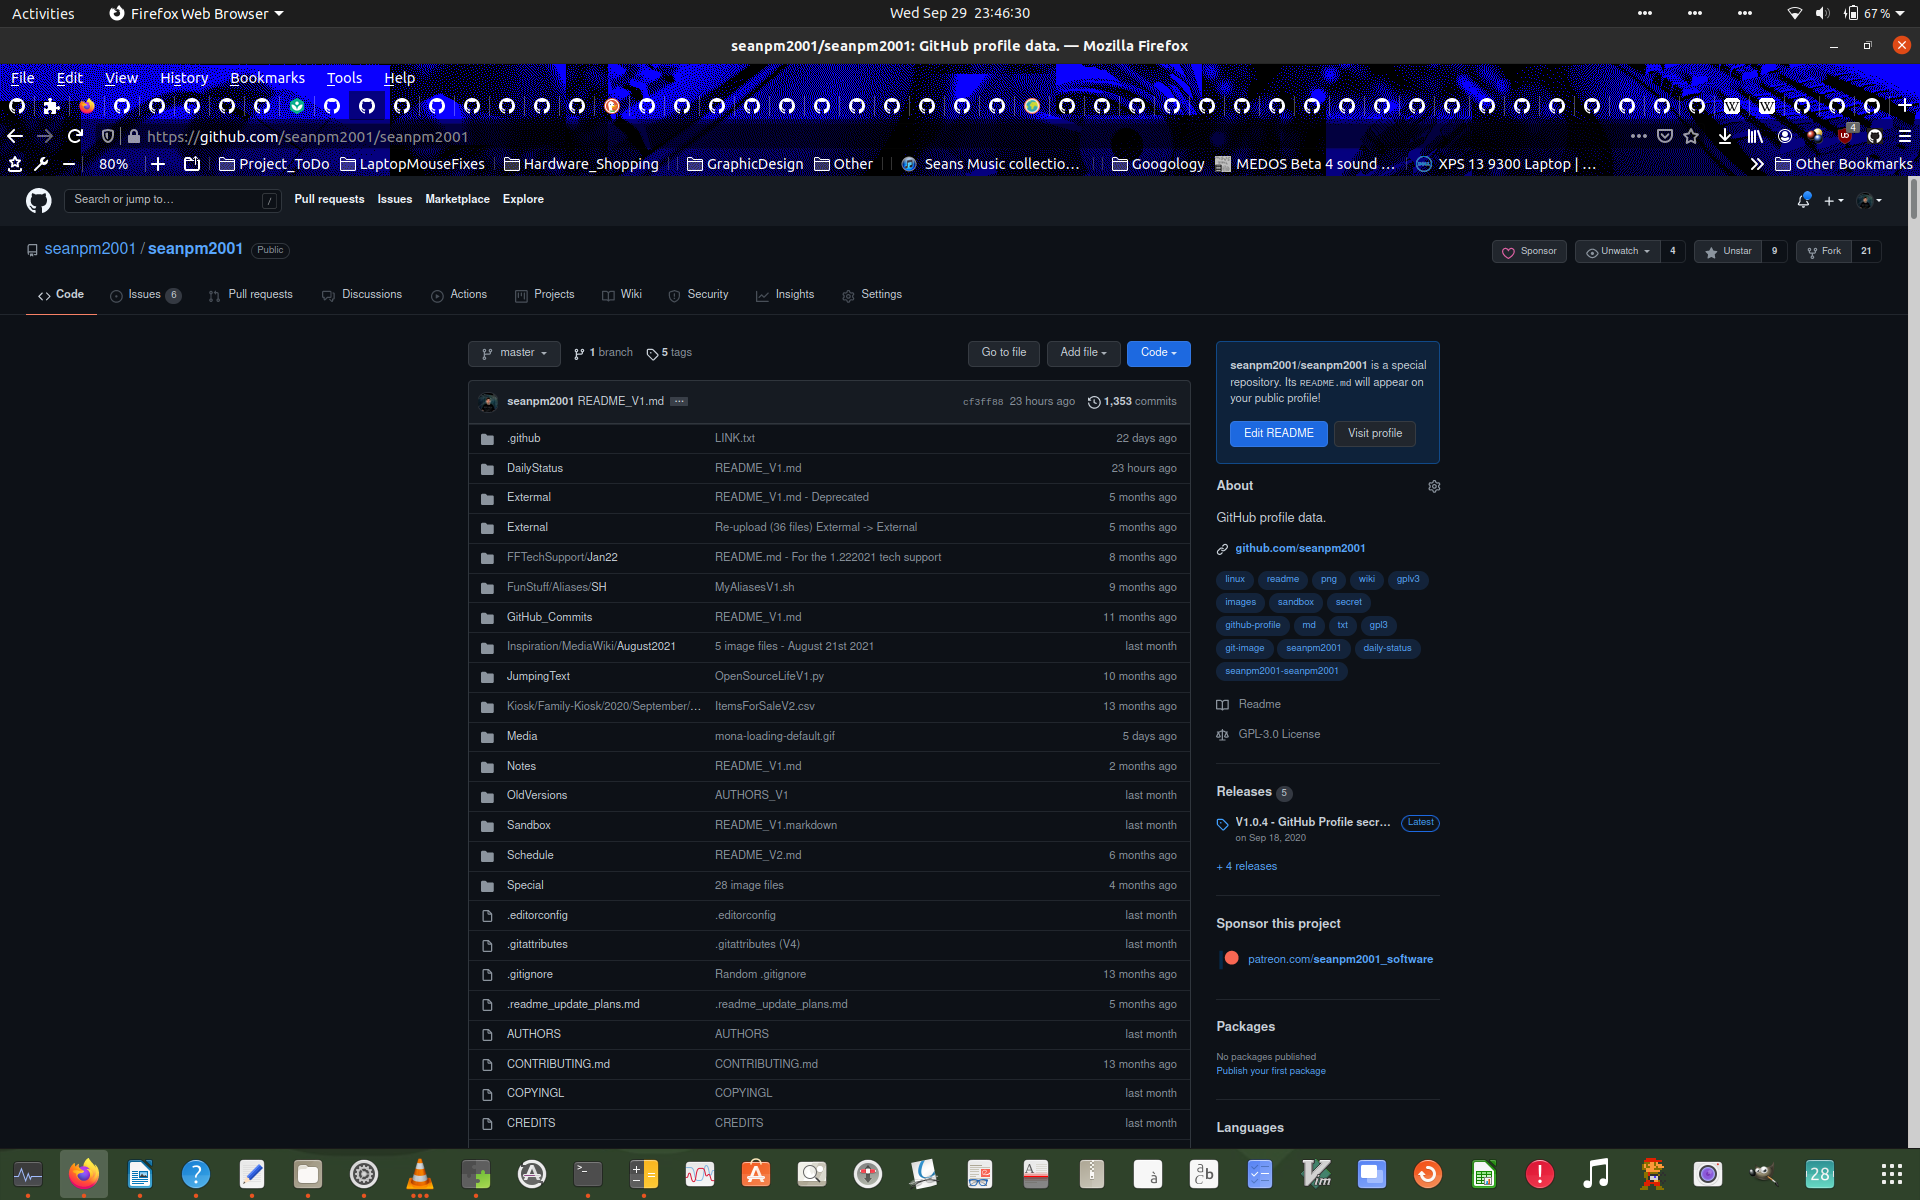 Activities Firefox Web Browser Wed Sep 29 23:46:30 67 %
seanpm2001/seanpm2001: GitHub profile data. — Mozilla Firefox
File Edit View History Bookmarks Tools Help
https://github.com/seanpm2001/seanpm2001 4
80% Project_ToDo LaptopMouseFixes Hardware_Shopping GraphicDesign Other Seans Music collectio… Googology MEDOS Beta 4 sound … XPS 13 9300 Laptop | … Other Bookmarks
Search or jump to… / Pull requests Issues Marketplace Explore
seanpm2001 / seanpm2001 Public Sponsor Unwatch 4 Unstar 9 Fork 21
Code Issues 6 Pull requests Discussions Actions Projects Wiki Security Insights Settings
master 1 branch 5 tags Go to file Add file Code
seanpm2001 README_V1.md ··· cf3ff88 23 hours ago 1,353 commits
.github LINK.txt 22 days ago
DailyStatus README_V1.md 23 hours ago
Extermal README_V1.md - Deprecated 5 months ago
External Re-upload (36 files) Extermal -> External 5 months ago
FFTechSupport/Jan22 README.md - For the 1.222021 tech support 8 months ago
FunStuff/Aliases/SH MyAliasesV1.sh 9 months ago
GitHub_Commits README_V1.md 11 months ago
Inspiration/MediaWiki/August2021 5 image files - August 21st 2021 last month
JumpingText OpenSourceLifeV1.py 10 months ago
Kiosk/Family-Kiosk/2020/September/… ItemsForSaleV2.csv 13 months ago
Media mona-loading-default.gif 5 days ago
Notes README_V1.md 2 months ago
OldVersions AUTHORS_V1 last month
Sandbox README_V1.markdown last month
Schedule README_V2.md 6 months ago
Special 28 image files 4 months ago
.editorconfig .editorconfig last month
.gitattributes .gitattributes (V4) last month
.gitignore Random .gitignore 13 months ago
.readme_update_plans.md .readme_update_plans.md 5 months ago
AUTHORS AUTHORS last month
CONTRIBUTING.md CONTRIBUTING.md 13 months ago
COPYINGL COPYINGL last month
CREDITS CREDITS last month
seanpm2001/seanpm2001 is a special
repository. Its README.md will appear on
your public profile!
Edit README Visit profile
About
GitHub profile data.
github.com/seanpm2001
linux readme png wiki gplv3
images sandbox secret
github-profile md txt gpl3
git-image seanpm2001 daily-status
seanpm2001-seanpm2001
Readme
GPL-3.0 License
Releases 5
V1.0.4 - GitHub Profile secr... Latest
on Sep 18, 2020
+ 4 releases
Sponsor this project
patreon.com/seanpm2001_software
Packages
No packages published
Publish your first package
Languages
28